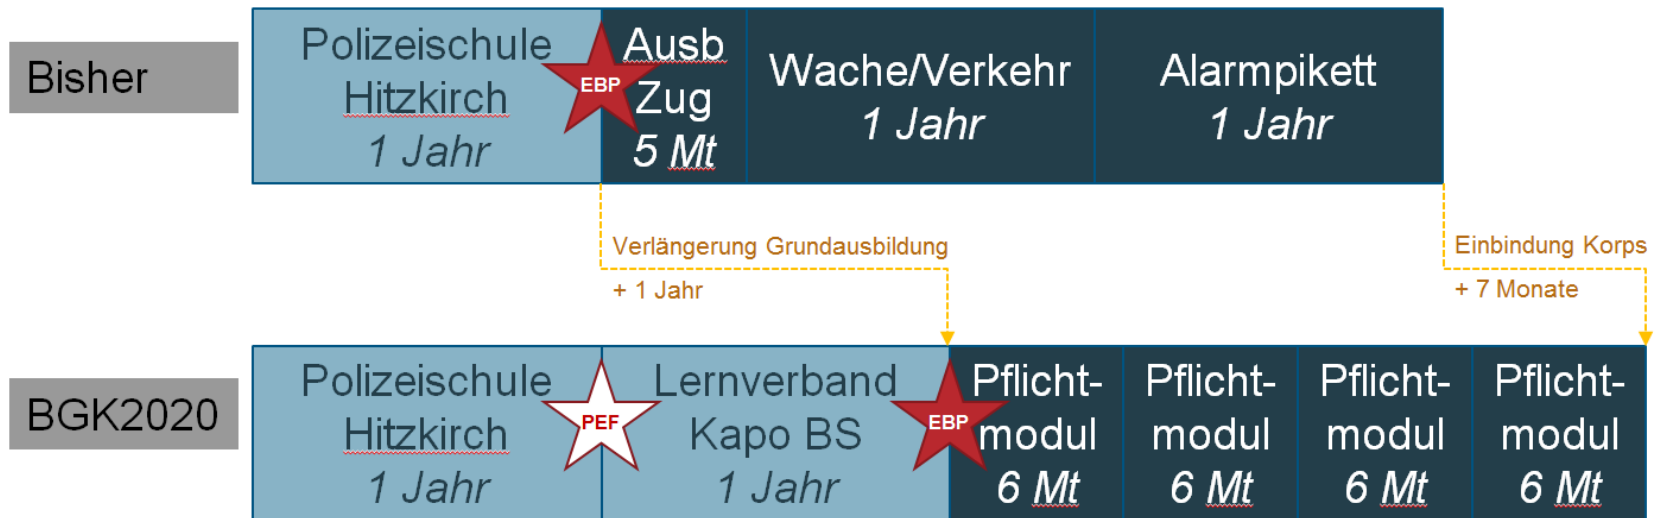 Bisher
Polizeischule
Hitzkirch
1 Jahr
EBP
Ausb
Zug
5 Mt
Wache/Verkehr
1 Jahr
Alarmpikett
1 Jahr
Verlängerung Grundausbildung
+ 1 Jahr
Einbindung Korps
+ 7 Monate
BGK2020
Polizeischule
Hitzkirch
1 Jahr
PEF
Lernverband
Kapo BS
1 Jahr
EBP
Pflicht-
modul
6 Mt
Pflicht-
modul
6 Mt
Pflicht-
modul
6 Mt
Pflicht-
modul
6 Mt